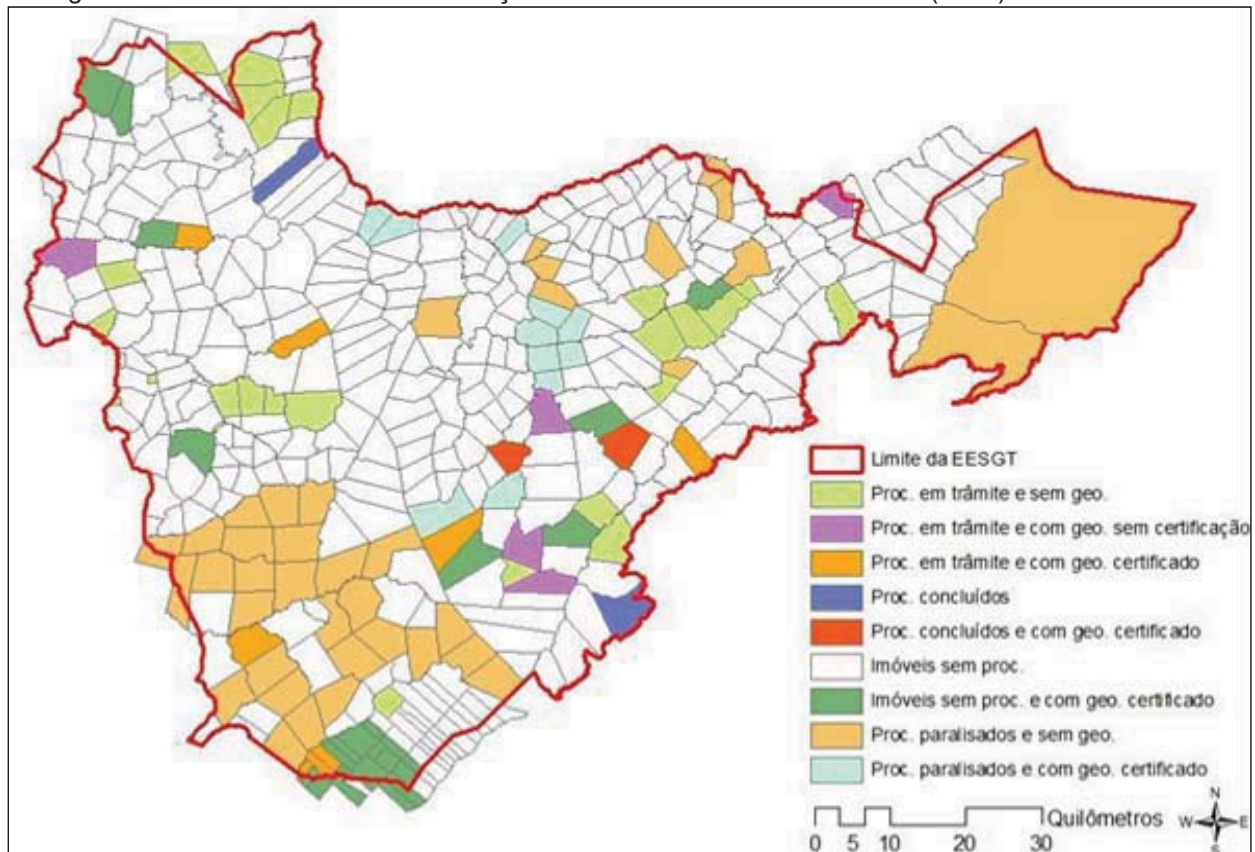 Limite da EESGT
Proc. em trâmite e sem geo.
Proc. em trâmite e com geo. sem certificação
Proc. em trâmite e com geo. certificado
Proc. concluídos
Proc. concluídos e com geo. certificado
Imóveis sem proc.
Imóveis sem proc. e com geo. certificado
Proc. paralisados e sem geo.
Proc. paralisados e com geo. certificado
Quilômetros
0 5 10 20 30
N
W E
S